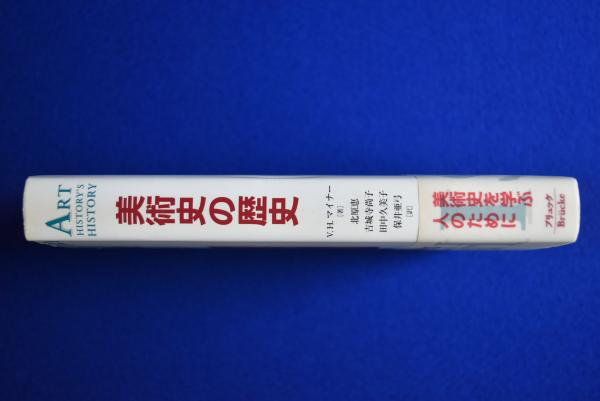 ART
HISTORY'S
HISTORY
美術史の歴史
V.H.マイナー
[著]
北原恵
吉城寺尚子
田中久美子
保井亜弓
[訳]
美術史を学ぶ
人のために
ブリュッケ
Brücke